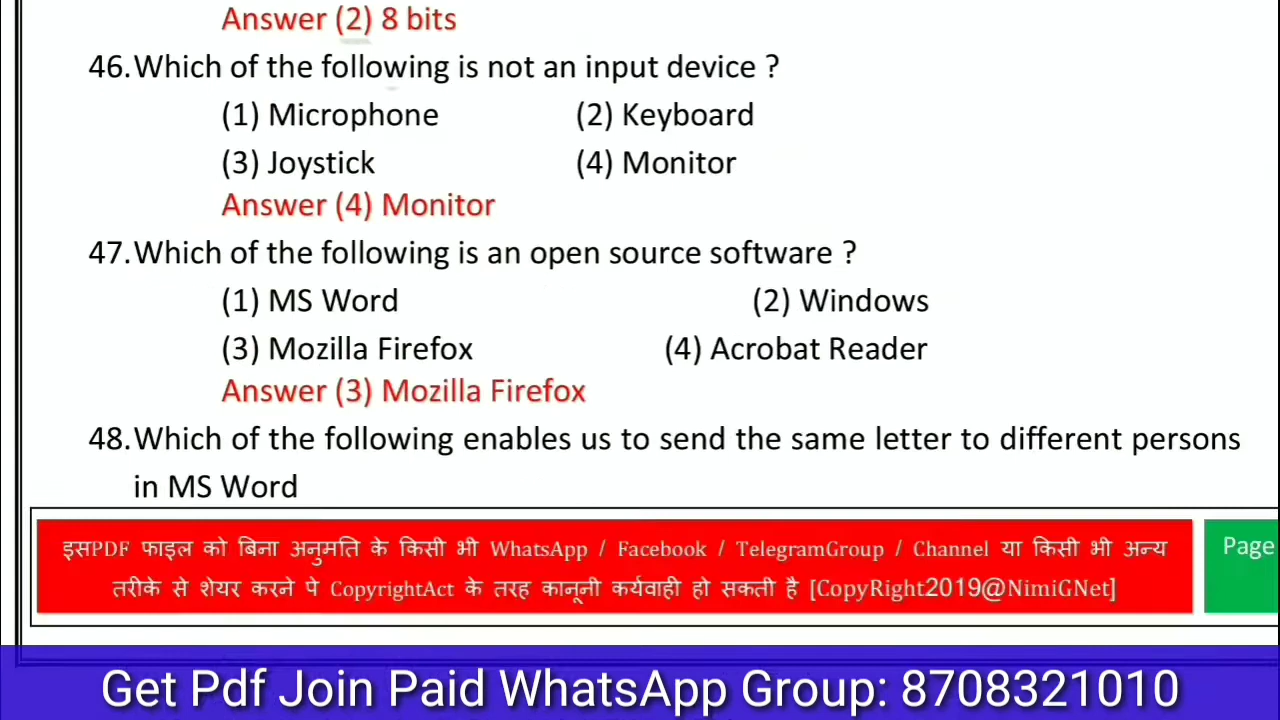 Answer (2) 8 bits
46.Which of the following is not an input device ?
(1) Microphone (2) Keyboard
(3) Joystick (4) Monitor
Answer (4) Monitor
47.Which of the following is an open source software ?
(1) MS Word (2) Windows
(3) Mozilla Firefox (4) Acrobat Reader
Answer (3) Mozilla Firefox
48.Which of the following enables us to send the same letter to different persons
in MS Word
इसPDF फाइल को बिना अनुमति के किसी भी WhatsApp / Facebook / TelegramGroup / Channel या किसी भी अन्य
तरीके से शेयर करने पे CopyrightAct के तरह कानूनी कर्यवाही हो सकती है [CopyRight2019@NimiGNet]
Page
Get Pdf Join Paid WhatsApp Group: 8708321010